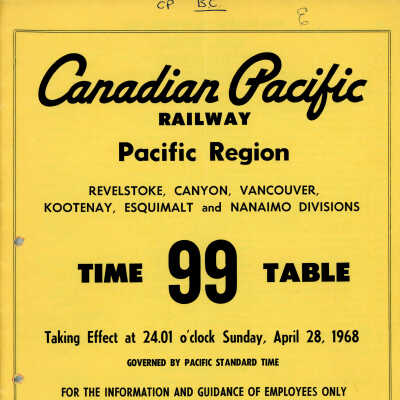 CP BC.
E
Canadian Pacific
RAILWAY
Pacific Region
REVELSTOKE, CANYON, VANCOUVER,
KOOTENAY, ESQUIMALT and NANAIMO DIVISIONS
TIME 99 TABLE
Taking Effect at 24.01 o'clock Sunday, April 28, 1968
GOVERNED BY PACIFIC STANDARD TIME
FOR THE INFORMATION AND GUIDANCE OF EMPLOYEES ONLY